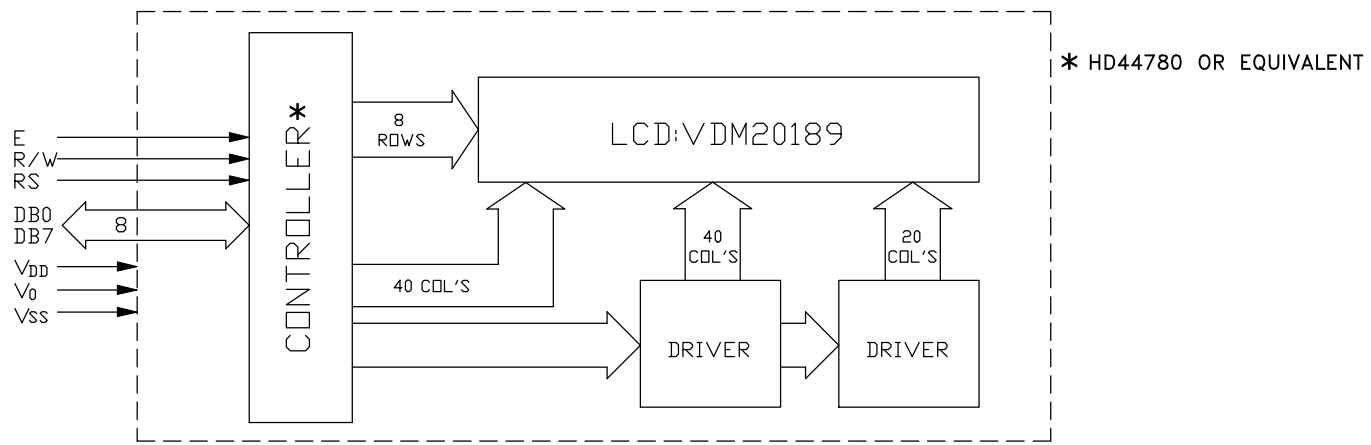 * HD44780 OR EQUIVALENT
CONTROLLER*
8
ROWS
LCD:VDM20189
E
R/W
RS
DB0
DB7
8
VDD
V0
VSS
40 COL'S
40
COL'S
20
COL'S
DRIVER
DRIVER